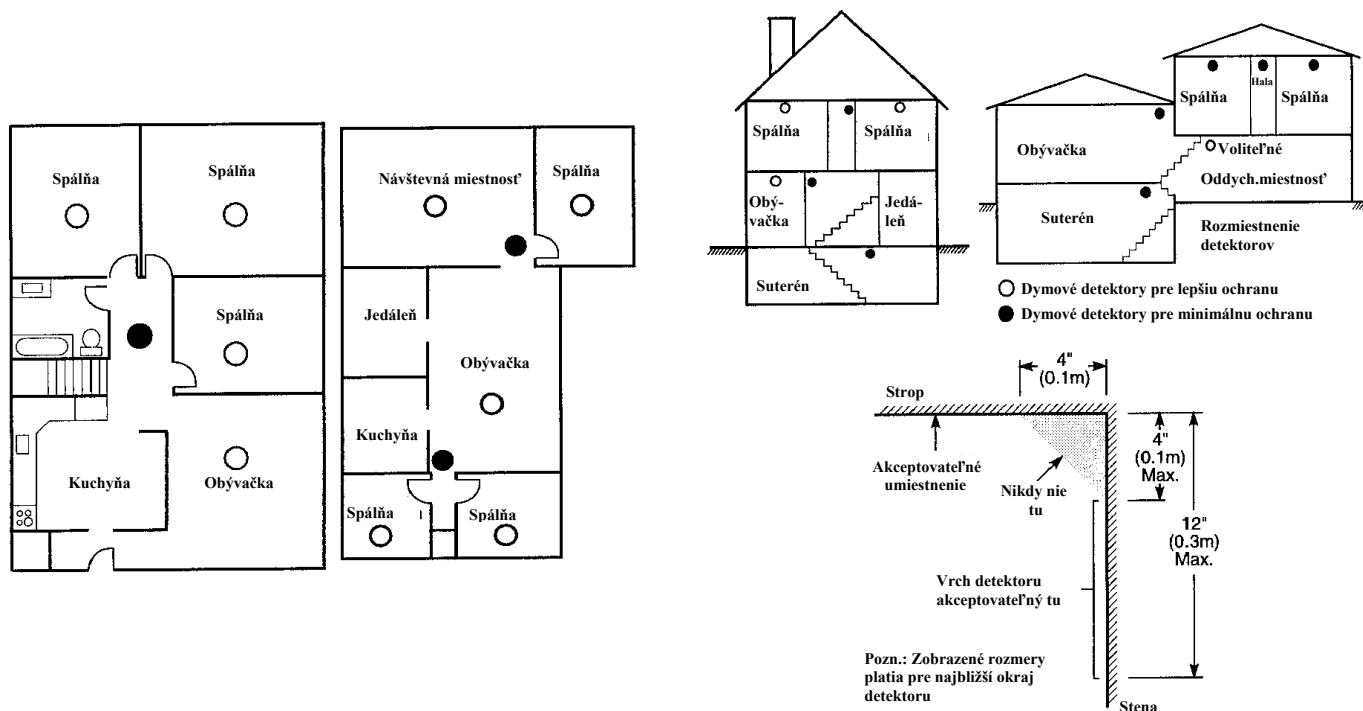 Spálňa
Spálňa
Spálňa
Kuchyňa
Obývačka
Návštevná miestnosť
Spálňa
Jedáleň
Obývačka
Kuchyňa
Spálňa
Spálňa
Spálňa
Spálňa
Obý-
vačka
Jedá-
leň
Suterén
Spálňa
Hala
Spálňa
Obývačka
Voliteľné
Oddych.miestnosť
Suterén
Rozmiestnenie
detektorov
Dymové detektory pre lepšiu ochranu
Dymové detektory pre minimálnu ochranu
4"
(0.1m)
Strop
Akceptovateľné
umiestnenie
Nikdy nie
tu
4"
(0.1m)
Max.
12"
(0.3m)
Max.
Vrch detektoru
akceptovateľný tu
Pozn.: Zobrazené rozmery
platia pre najbližší okraj
detektoru
Stena